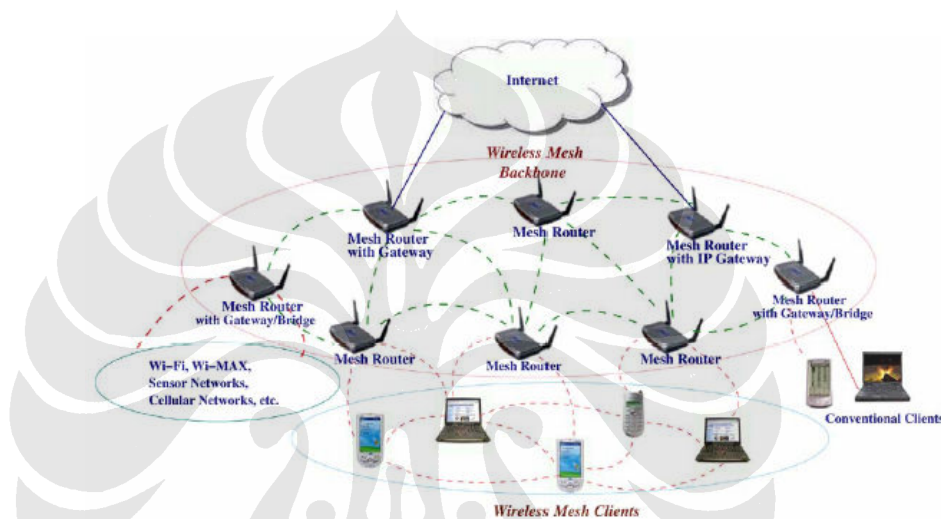 Internet
Wireless Mesh
Backbone
Mesh Router
with Gateway
Mesh Router
Mesh Router
with IP Gateway
Mesh Router
with Gateway/Bridge
Mesh Router
with Gateway/Bridge
Mesh Router
Mesh Router
Mesh Router
Wi-Fi, Wi-MAX,
Sensor Networks,
Cellular Networks, etc.
Conventional Clients
Wireless Mesh Clients